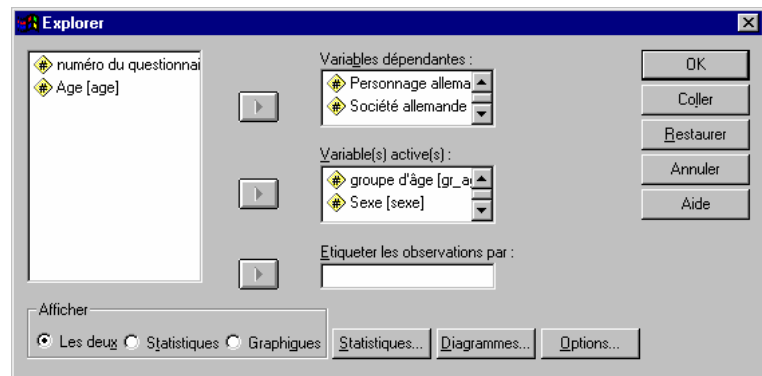 Explorer
numéro du questionnai
Age [age]
Variables dépendantes :
Personnage allema
Société allemande
Variable(s) active(s) :
groupe d'âge [gr_a
Sexe [sexe]
Etiqueter les observations par :
OK
Coller
Restaurer
Annuler
Aide
Afficher
Les deux
Statistiques
Graphigues
Statistiques...
Diagrammes...
Options...